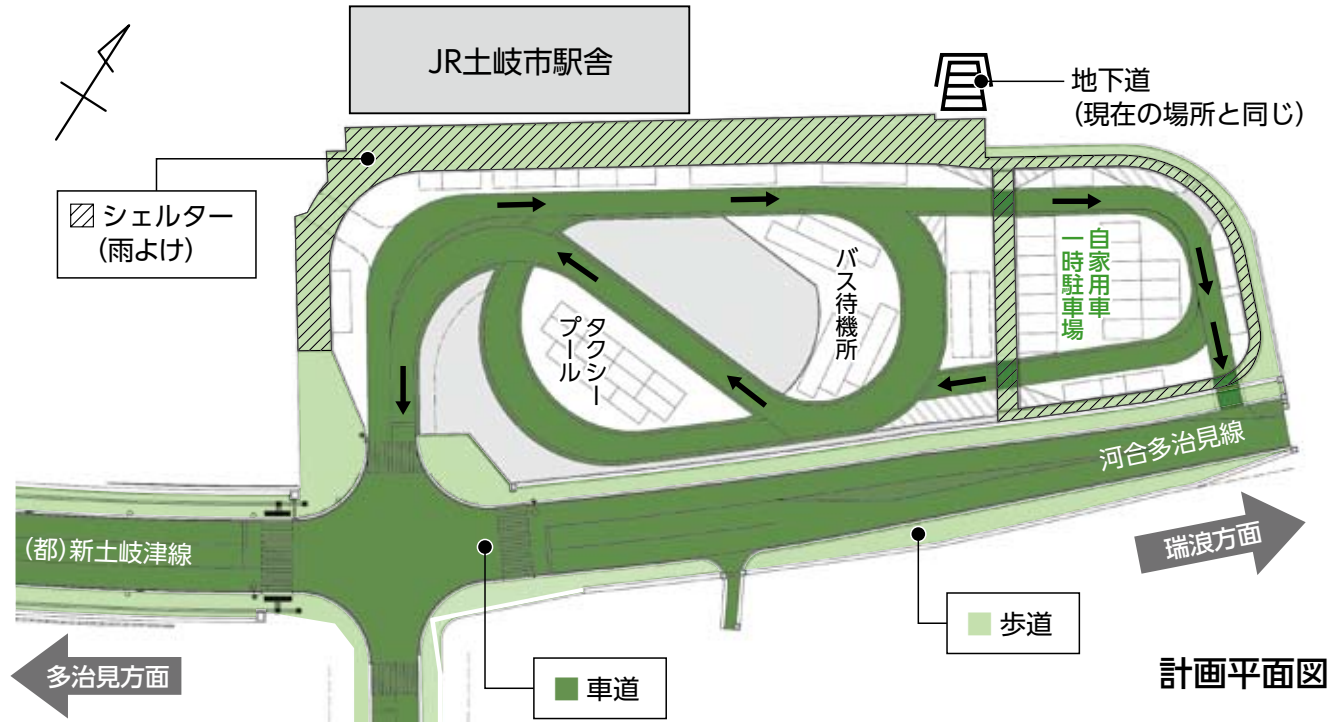 JR土岐市駅舎
地下道
(現在の場所と同じ)
シェルター
(雨よけ)
自家用車
一時駐車場
バス待機所
タクシー
プール
河合多治見線
(都)新土岐津線
瑞浪方面
歩道
多治見方面
車道
計画平面図